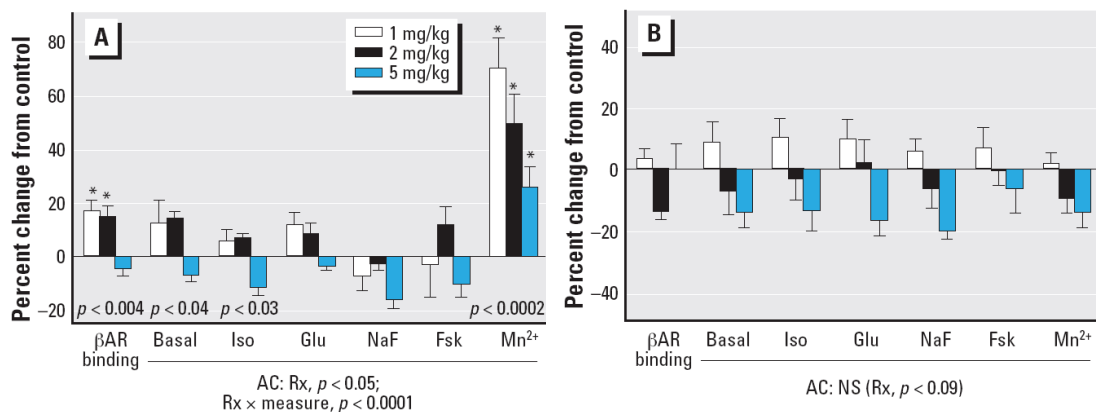 A
1 mg/kg
2 mg/kg
5 mg/kg
Percent change from control
80
60
40
20
0
−20
* * * * *
p < 0.004 p < 0.04 p < 0.03 p < 0.0002
βAR binding Basal Iso Glu NaF Fsk Mn²⁺
AC: Rx, p < 0.05;
Rx × measure, p < 0.0001
B
Percent change from control
40
20
0
−20
−40
βAR binding Basal Iso Glu NaF Fsk Mn²⁺
AC: NS (Rx, p < 0.09)